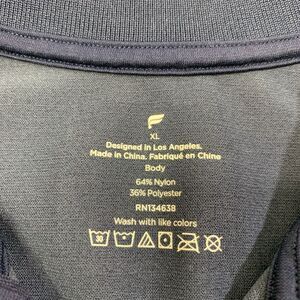 XL
Designed in Los Angeles.
Made in China. Fabriqué en Chine
Body
64% Nylon
36% Polyester
RN134638
Wash with like colors